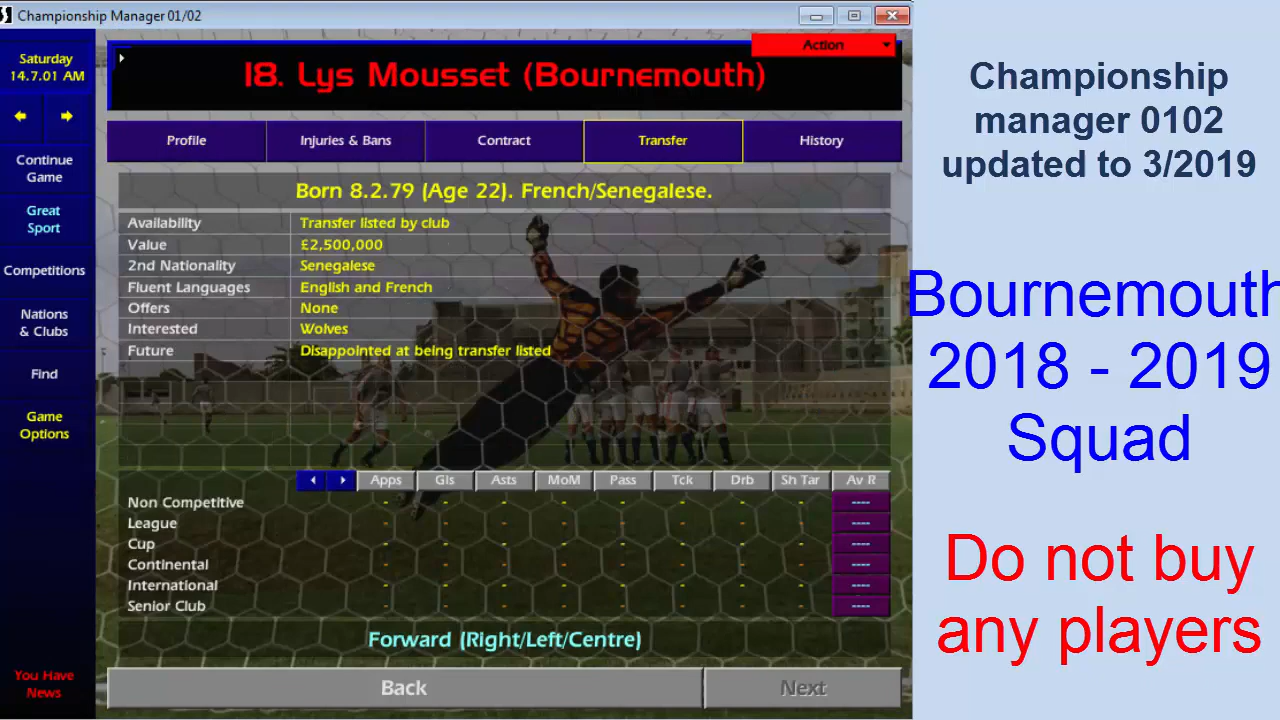 Championship Manager 01/02
Saturday
14.7.01 AM
Continue
Game
Great
Sport
Competitions
Nations
& Clubs
Find
Game
Options
You Have
News
Action
18. Lys Mousset (Bournemouth)
Profile
Injuries & Bans
Contract
Transfer
History
Born 8.2.79 (Age 22). French/Senegalese.
Availability Transfer listed by club
Value £2,500,000
2nd Nationality Senegalese
Fluent Languages English and French
Offers None
Interested Wolves
Future Disappointed at being transfer listed
Apps Gls Asts MoM Pass Tck Drb Sh Tar Av R
Non Competitive - - - - - - - - ----
League - - - - - - - - ----
Cup - - - - - - - - ----
Continental - - - - - - - - ----
International - - - - - - - - ----
Senior Club - - - - - - - - ----
Forward (Right/Left/Centre)
Back
Next
Championship
manager 0102
updated to 3/2019
Bournemouth
2018 - 2019
Squad
Do not buy
any players